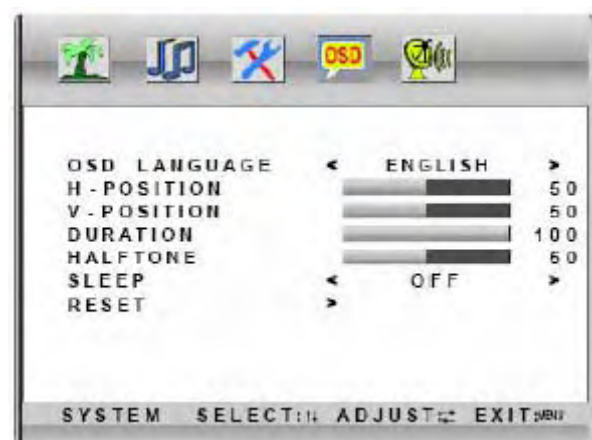 OSD
OSD LANGUAGE < ENGLISH >
H-POSITION 50
V-POSITION 50
DURATION 100
HALFTONE 50
SLEEP < OFF >
RESET >
SYSTEM SELECT:↑↓ ADJUST:⇄ EXIT:MENU